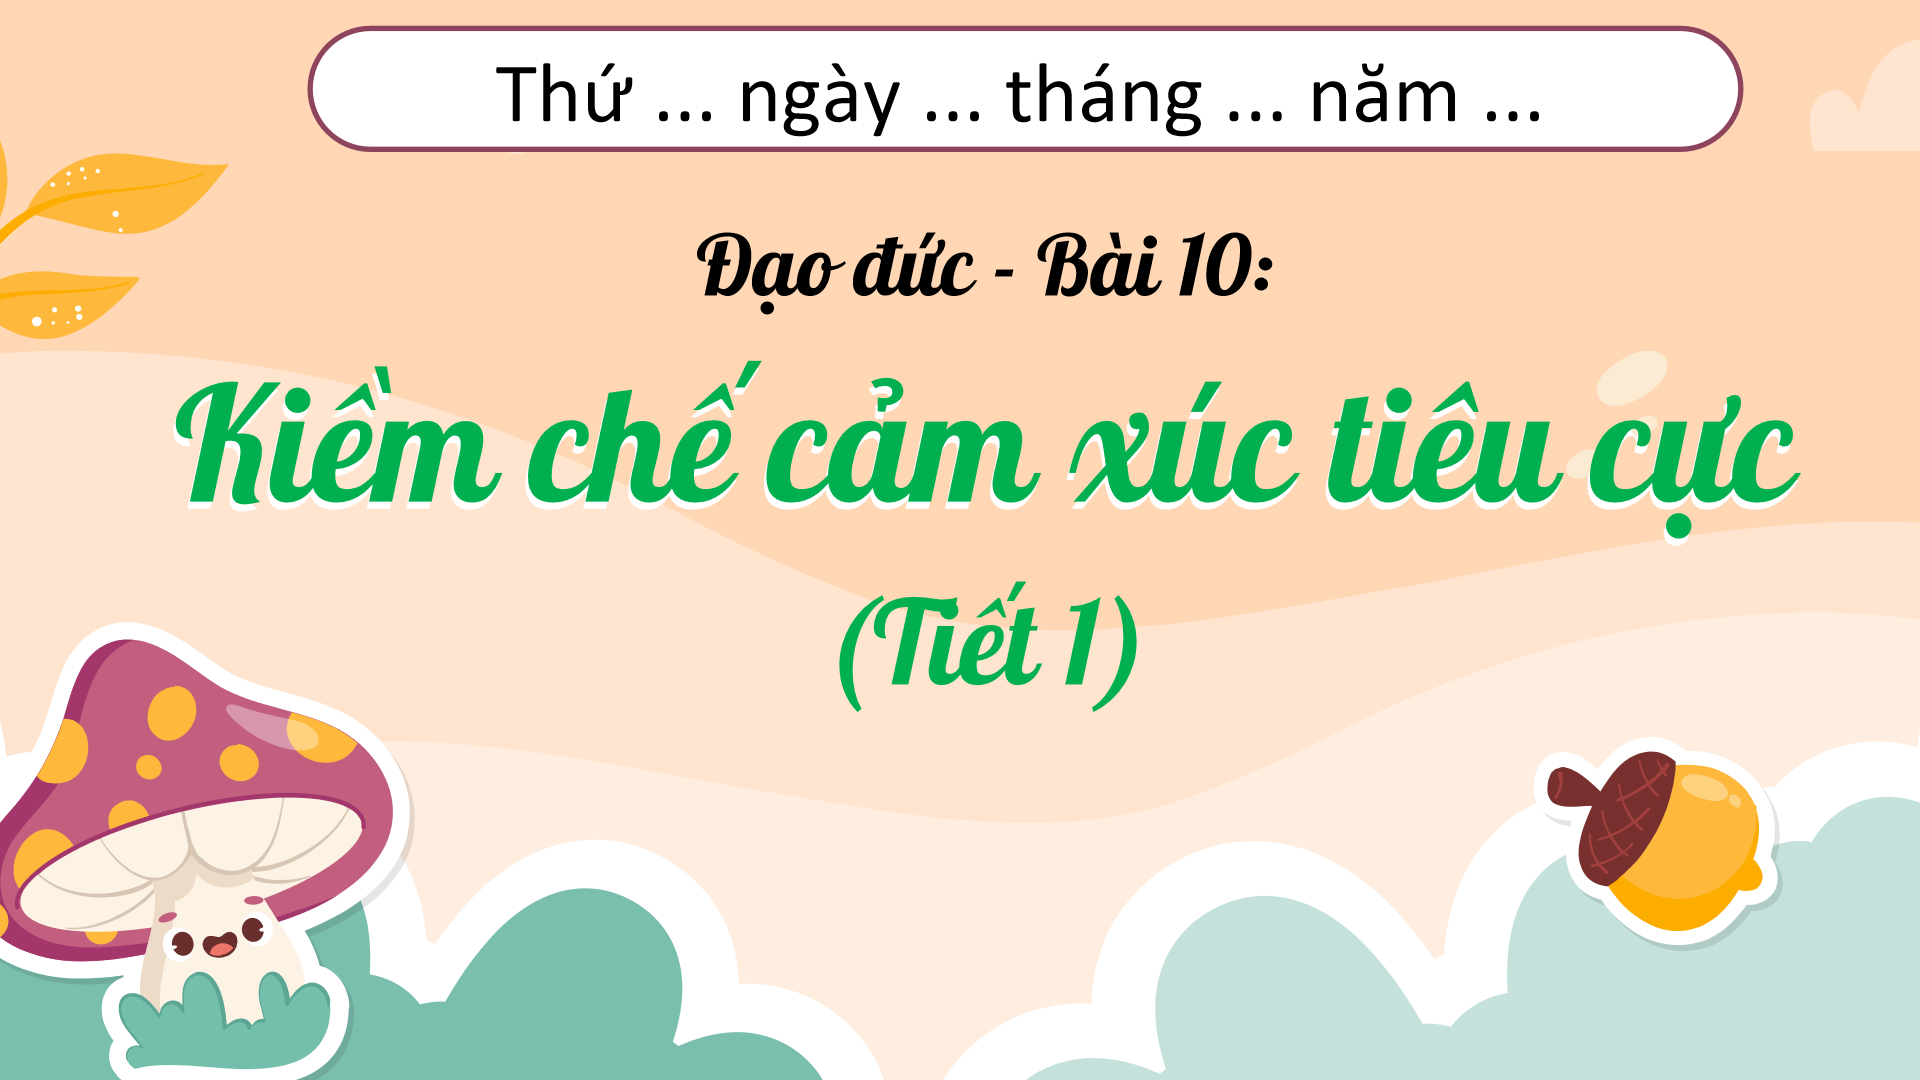 Thứ ... ngày ... tháng ... năm ...
Đạo đức - Bài 10:
Kiềm chế cảm xúc tiêu cực
(Tiết 1)